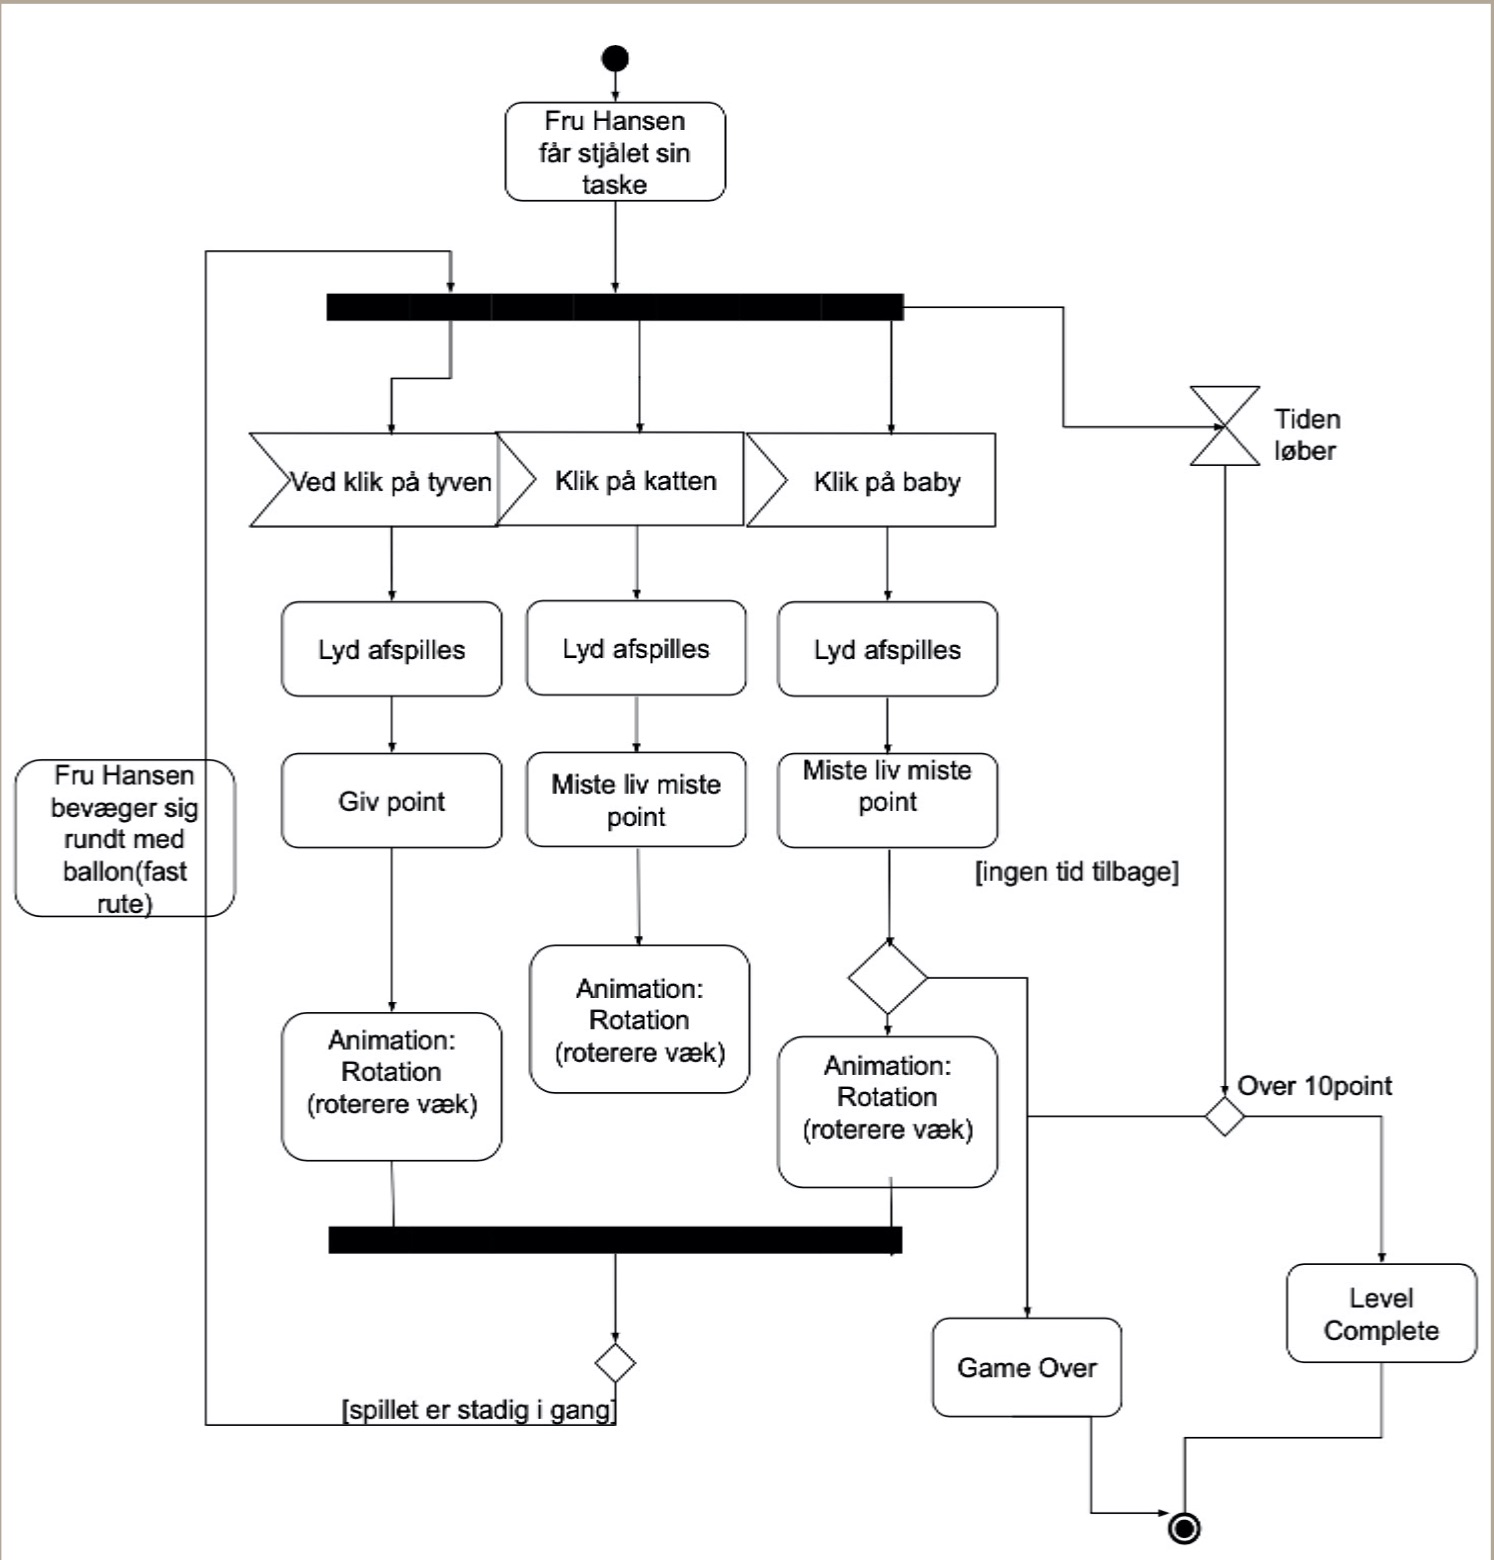 Fru Hansen
får stjålet sin
taske
Tiden
løber
Ved klik på tyven
Klik på katten
Klik på baby
Lyd afspilles
Lyd afspilles
Lyd afspilles
Fru Hansen
bevæger sig
rundt med
ballon(fast
rute)
Giv point
Miste liv miste
point
Miste liv miste
point
[ingen tid tilbage]
Animation:
Rotation
(roterere væk)
Animation:
Rotation
(roterere væk)
Animation:
Rotation
(roterere væk)
Over 10point
Level
Complete
Game Over
[spillet er stadig i gang]